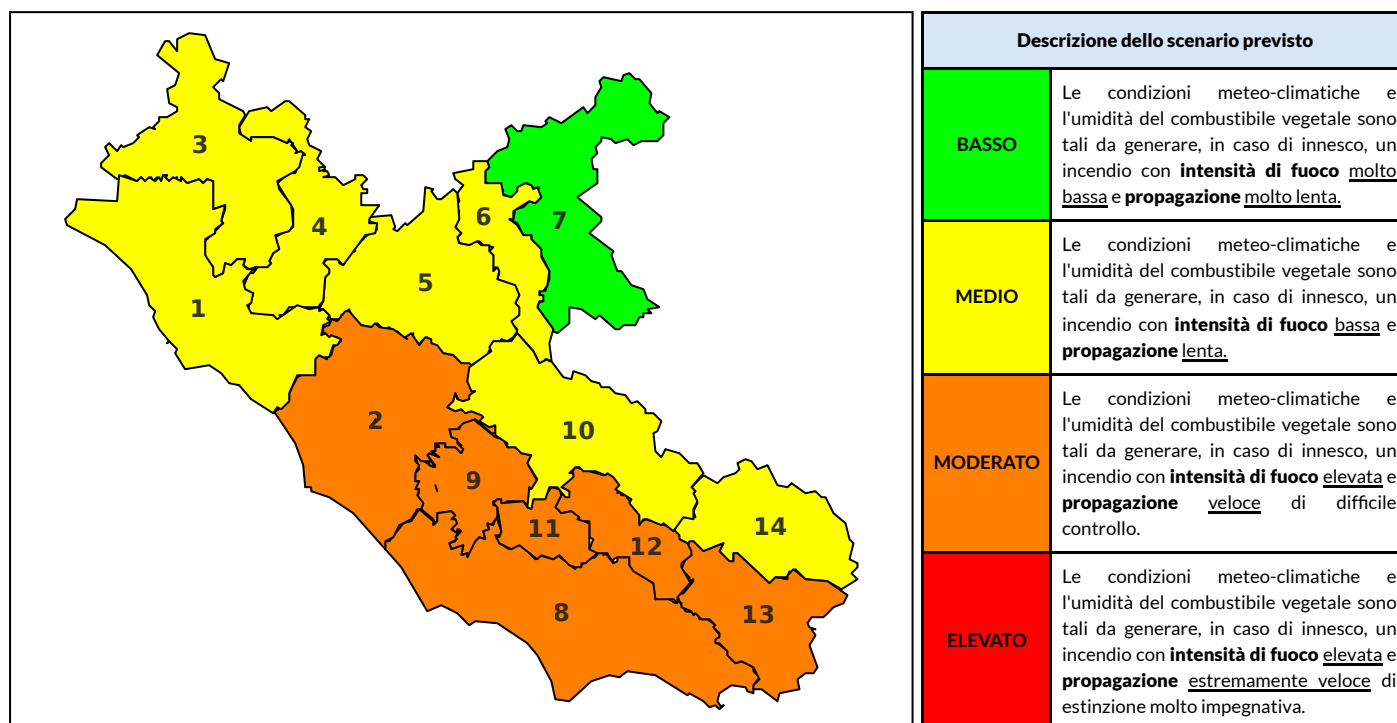 3
4
6
7
5
1
2
10
9
11
12
14
8
13
Descrizione dello scenario previsto
BASSO
Le condizioni meteo-climatiche e
l'umidità del combustibile vegetale sono
tali da generare, in caso di innesco, un
incendio con intensità di fuoco molto
bassa e propagazione molto lenta.
MEDIO
Le condizioni meteo-climatiche e
l'umidità del combustibile vegetale sono
tali da generare, in caso di innesco, un
incendio con intensità di fuoco bassa e
propagazione lenta.
MODERATO
Le condizioni meteo-climatiche e
l'umidità del combustibile vegetale sono
tali da generare, in caso di innesco, un
incendio con intensità di fuoco elevata e
propagazione veloce di difficile
controllo.
ELEVATO
Le condizioni meteo-climatiche e
l'umidità del combustibile vegetale sono
tali da generare, in caso di innesco, un
incendio con intensità di fuoco elevata e
propagazione estremamente veloce di
estinzione molto impegnativa.